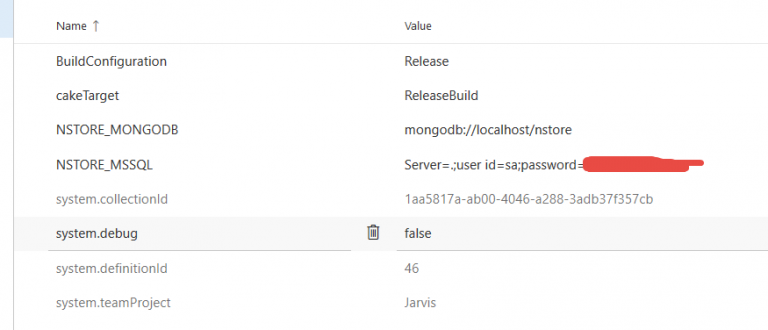 Name ↑ Value
BuildConfiguration Release
cakeTarget ReleaseBuild
NSTORE_MONGODB mongodb://localhost/nstore
NSTORE_MSSQL Server=.;user id=sa;password=
system.collectionId 1aa5817a-ab00-4046-a288-3adb37f357cb
system.debug false
system.definitionId 46
system.teamProject Jarvis